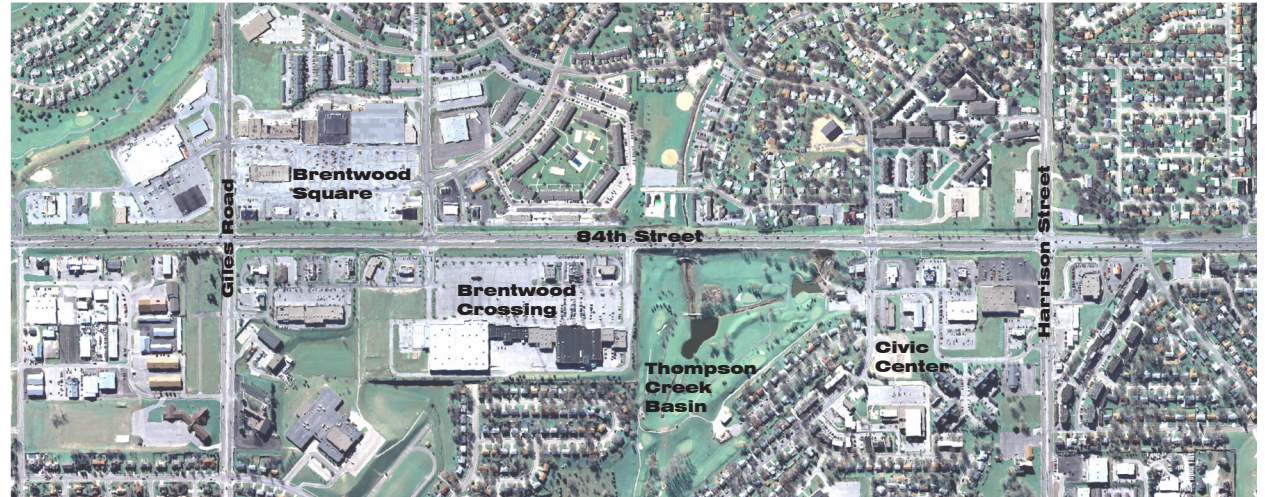 Brentwood
Square
Giles Road
84th Street
Harrison Street
Brentwood
Crossing
Thompson
Creek
Basin
Civic
Center